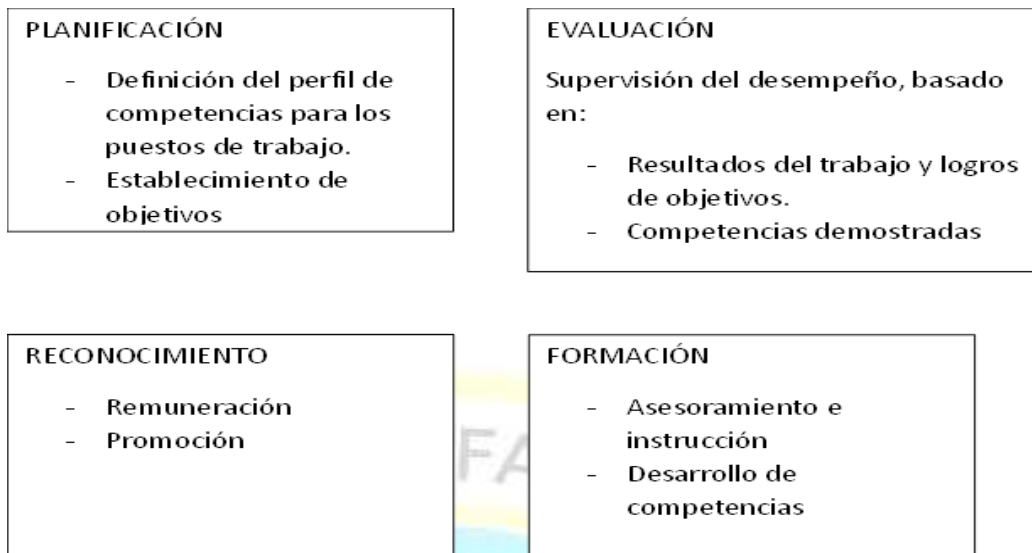 PLANIFICACIÓN
- Definición del perfil de
competencias para los
puestos de trabajo.
- Establecimiento de
objetivos
EVALUACIÓN
Supervisión del desempeño, basado
en:
- Resultados del trabajo y logros
de objetivos.
- Competencias demostradas
RECONOCIMIENTO
- Remuneración
- Promoción
FORMACIÓN
- Asesoramiento e
instrucción
- Desarrollo de
competencias